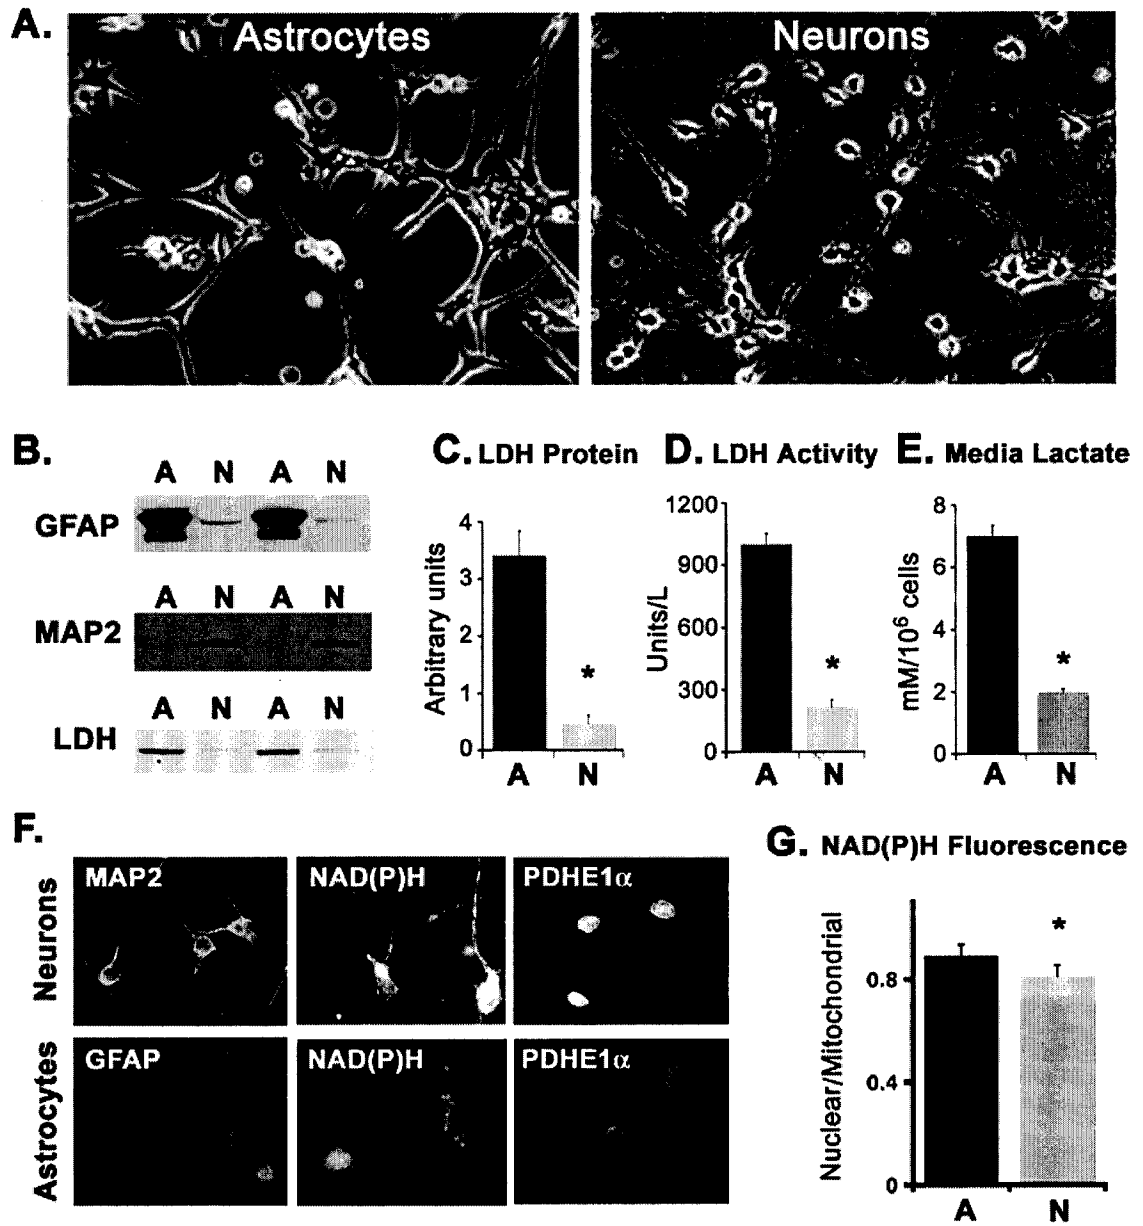 A.
Astrocytes
Neurons
B.
A N A N
GFAP
A N A N
MAP2
A N A N
LDH
C. LDH Protein
Arbitrary units
4
3
2
1
0
*
A N
D. LDH Activity
Units/L
1200
900
600
300
0
*
A N
E. Media Lactate
mM/10⁶ cells
8
6
4
2
0
*
A N
F.
Neurons
MAP2
NAD(P)H
PDHE1α
Astrocytes
GFAP
NAD(P)H
PDHE1α
G. NAD(P)H Fluorescence
Nuclear/Mitochondrial
0.8
0.4
0
*
A N